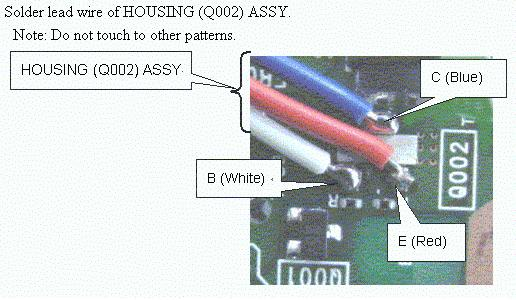 Solder lead wire of HOUSING (Q002) ASSY.
Note: Do not touch to other patterns.
HOUSING (Q002) ASSY
C (Blue)
T
Q002
B (White)
R
E (Red)
Q001